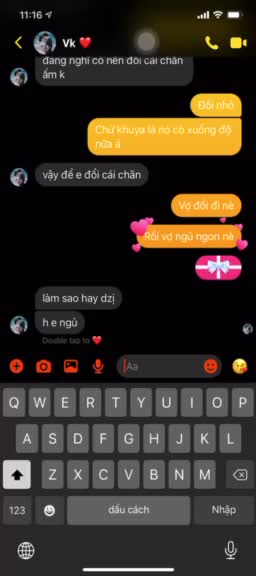 11:16
Vk ❤️
đang nghĩ có nên đổi cái chăn
ấm k
Đổi nhỏ
Chứ khuya là nó cò xuống độ
nữa á
vậy để e đổi cái chăn
Vợ đổi đi nè
Rồi vợ ngủ ngon nè
làm sao hay dzị
h e ngủ
Double tap to ❤️
Aa
Q W E R T Y U I O P
A S D F G H J K L
Z X C V B N M
123 dấu cách Nhập